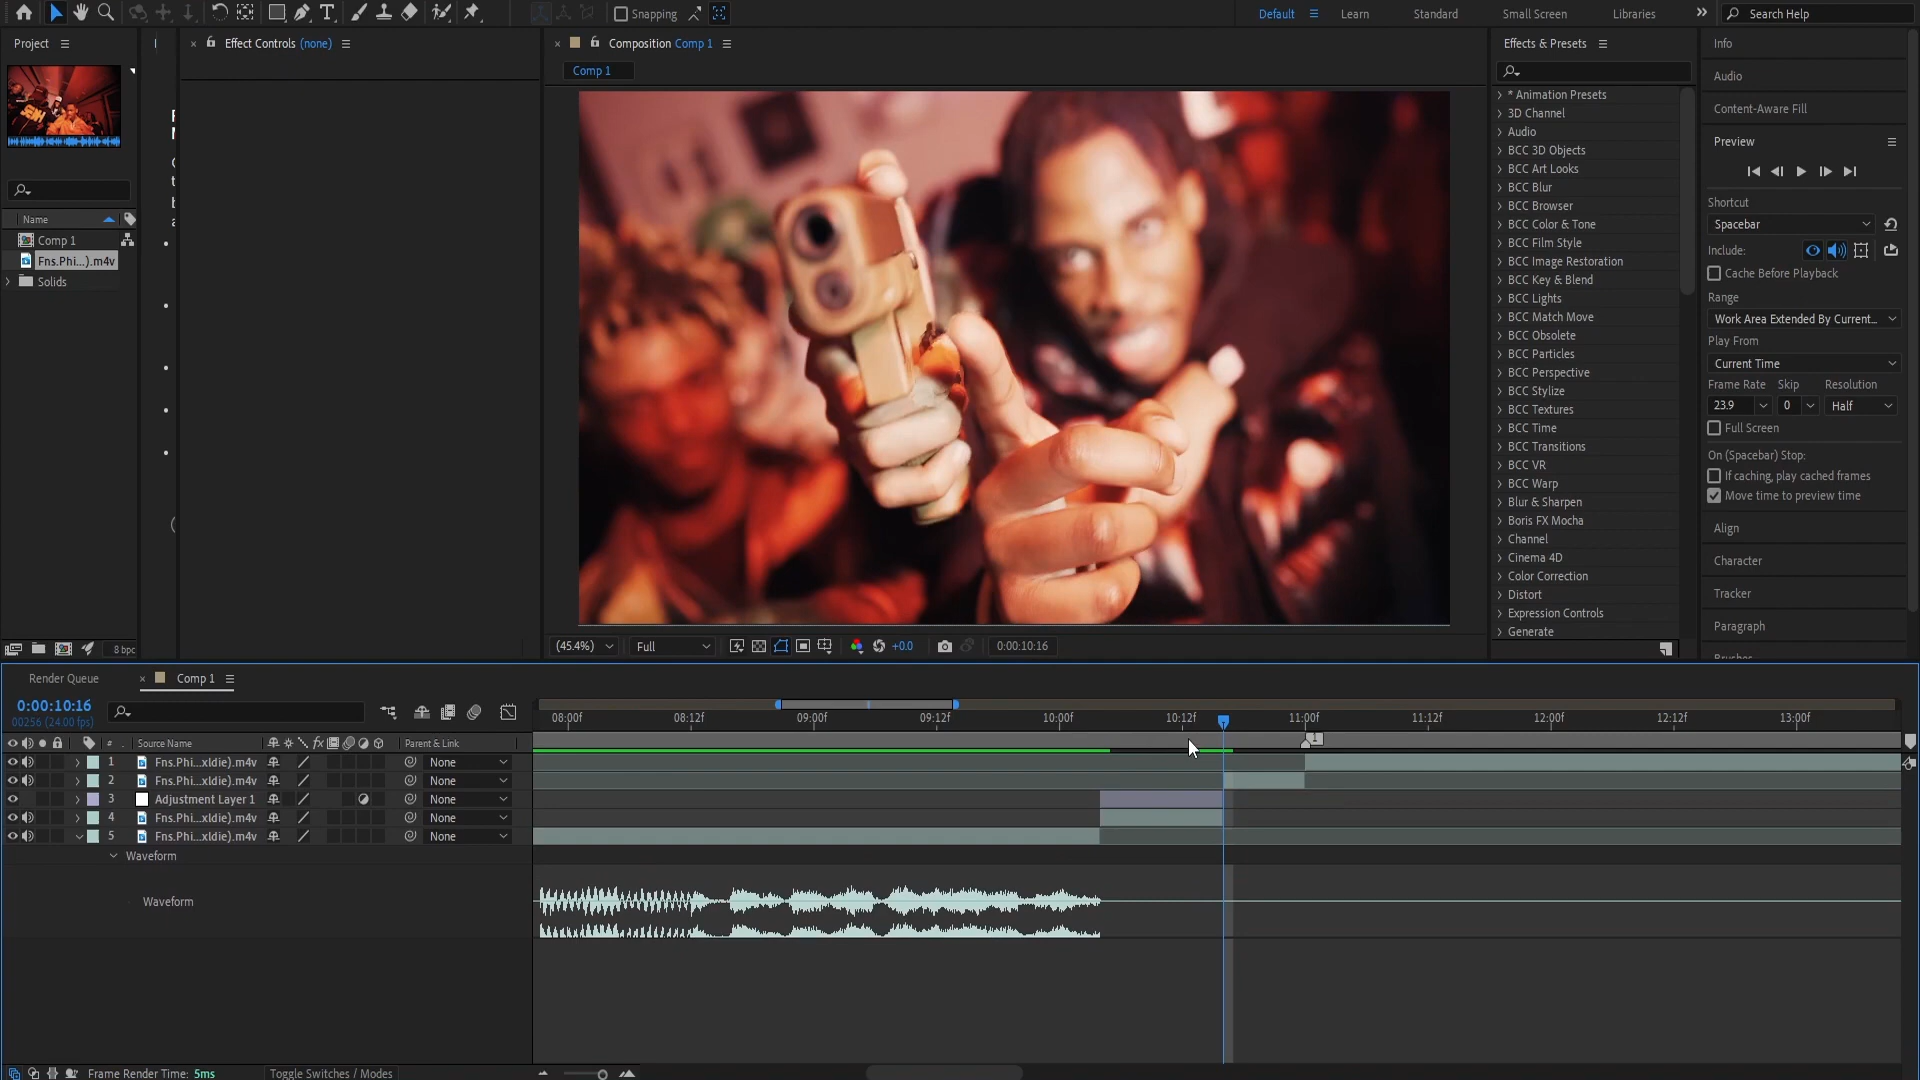 Snapping
Default
Learn
Standard
Small Screen
Libraries
Search Help
Project
Effect Controls (none)
Composition Comp 1
Effects & Presets
Info
Comp 1
Audio
* Animation Presets
3D Channel
Audio
BCC 3D Objects
BCC Art Looks
BCC Blur
BCC Browser
BCC Color & Tone
BCC Film Style
BCC Image Restoration
BCC Key & Blend
BCC Lights
BCC Match Move
BCC Obsolete
BCC Particles
BCC Perspective
BCC Stylize
BCC Textures
BCC Time
BCC Transitions
BCC VR
BCC Warp
Blur & Sharpen
Boris FX Mocha
Channel
Cinema 4D
Color Correction
Distort
Expression Controls
Generate
Content-Aware Fill
Preview
Shortcut
Spacebar
Include:
Cache Before Playback
Range
Work Area Extended By Current...
Play From
Current Time
Frame Rate Skip Resolution
23.9 0 Half
Full Screen
On (Spacebar) Stop:
If caching, play cached frames
Move time to preview time
Align
Character
Tracker
Paragraph
Name
Comp 1
Fns.Phi...).m4v
Solids
8 bpc
(45.4%) Full +0.0 0:00:10:16
Render Queue
Comp 1
0:00:10:16
00256 (24.00 fps)
08:00f 08:12f 09:00f 09:12f 10:00f 10:12f 11:00f 11:12f 12:00f 12:12f 13:00f
# Source Name fx Parent & Link
1
1 Fns.Phi...xldie).m4v None
2 Fns.Phi...xldie).m4v None
3 Adjustment Layer 1 None
4 Fns.Phi...xldie).m4v None
5 Fns.Phi...xldie).m4v None
Waveform
Waveform
Frame Render Time: 5ms
Toggle Switches / Modes